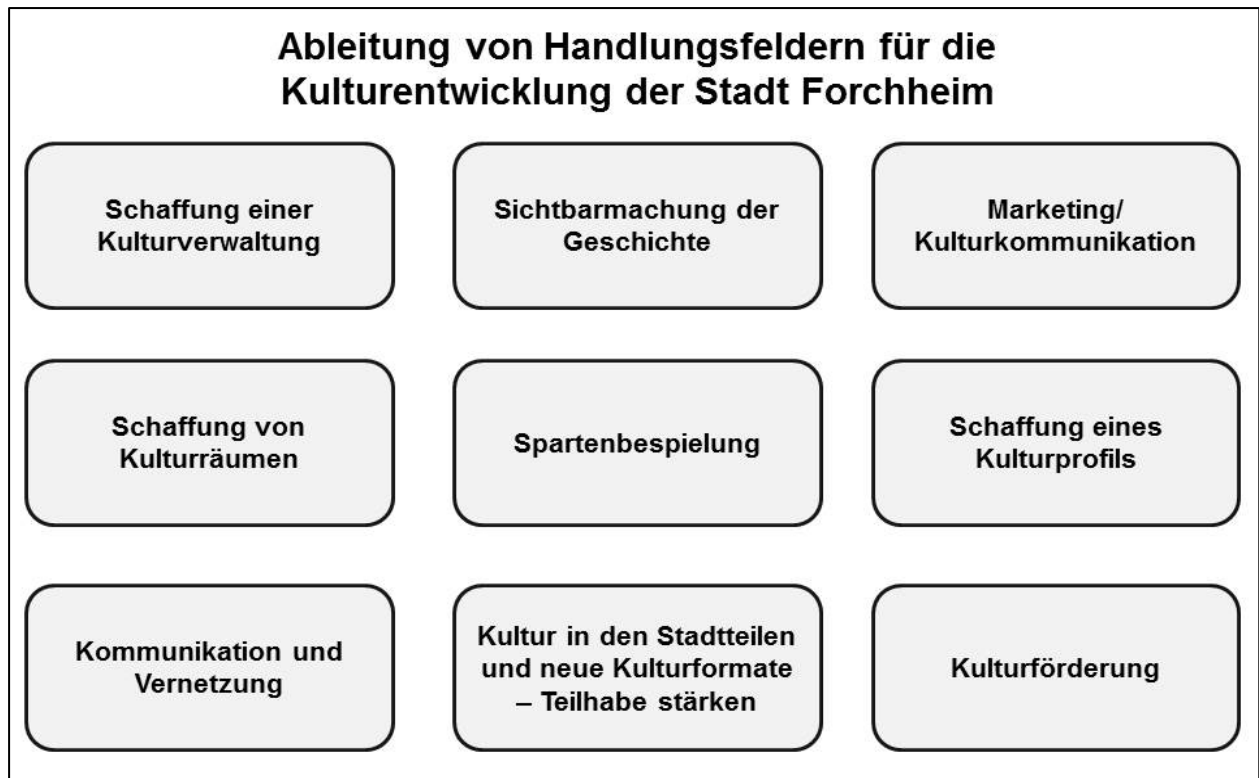 Ableitung von Handlungsfeldern für die
Kulturentwicklung der Stadt Forchheim
Schaffung einer
Kulturverwaltung
Sichtbarmachung der
Geschichte
Marketing/
Kulturkommunikation
Schaffung von
Kulturräumen
Spartenbespielung
Schaffung eines
Kulturprofils
Kommunikation und
Vernetzung
Kultur in den Stadtteilen
und neue Kulturformate
– Teilhabe stärken
Kulturförderung